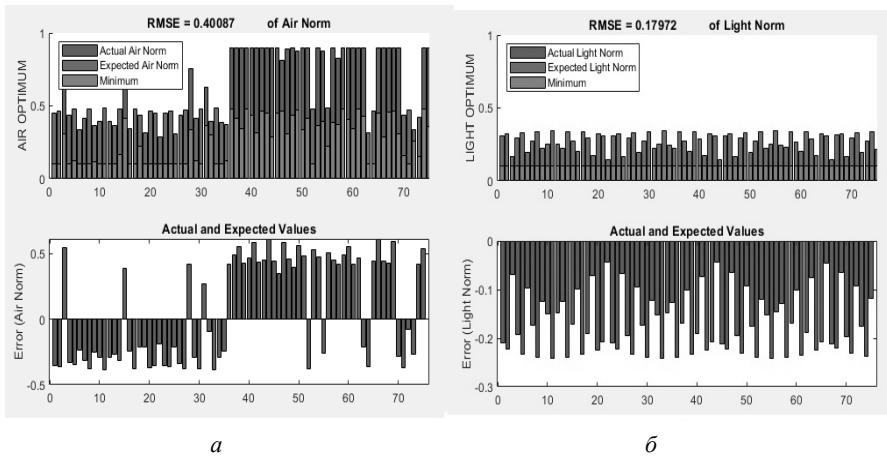 RMSE = 0.40087 of Air Norm
1
0.5
0
AIR OPTIMUM
Actual Air Norm
Expected Air Norm
Minimum
0 10 20 30 40 50 60 70
Actual and Expected Values
0.5
0
-0.5
Error (Air Norm)
0 10 20 30 40 50 60 70
а
RMSE = 0.17972 of Light Norm
1
0.5
0
LIGHT OPTIMUM
Actual Light Norm
Expected Light Norm
Minimum
0 10 20 30 40 50 60 70
Actual and Expected Values
0
-0.1
-0.2
-0.3
Error (Light Norm)
0 10 20 30 40 50 60 70
б